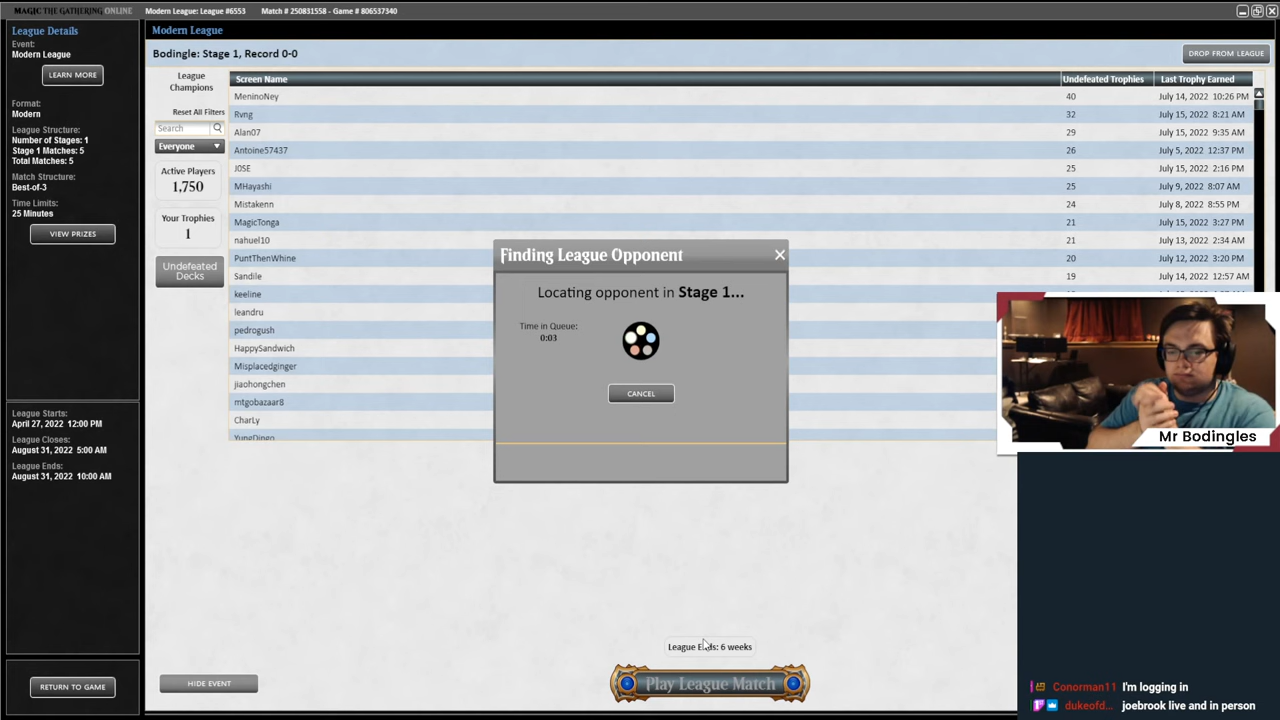 MAGIC THE GATHERING ONLINE
Modern League: League #6553
Match # 250831558 - Game # 806537340
League Details
Event:
Modern League
LEARN MORE
Format:
Modern
League Structure:
Number of Stages: 1
Stage 1 Matches: 5
Total Matches: 5
Match Structure:
Best-of-3
Time Limits:
25 Minutes
VIEW PRIZES
League Starts:
April 27, 2022 12:00 PM
League Closes:
August 31, 2022 5:00 AM
League Ends:
August 31, 2022 10:00 AM
RETURN TO GAME
Modern League
Bodingle: Stage 1, Record 0-0
DROP FROM LEAGUE
League
Champions
Reset All Filters
Search
Everyone
Active Players
1,750
Your Trophies
1
Undefeated
Decks
Screen Name Undefeated Trophies Last Trophy Earned
MeninoNey 40 July 14, 2022 10:26 PM
Rvng 32 July 15, 2022 8:21 AM
Alan07 29 July 15, 2022 9:35 AM
Antoine57437 26 July 5, 2022 12:37 PM
J0SE 25 July 15, 2022 2:16 PM
MHayashi 25 July 9, 2022 8:07 AM
Mistakenn 24 July 8, 2022 8:55 PM
MagicTonga 21 July 15, 2022 3:27 PM
nahuel10 21 July 13, 2022 2:34 AM
PuntThenWhine 20 July 12, 2022 3:20 PM
Sandile 19 July 14, 2022 12:57 AM
keeline
leandru
pedrogush
HappySandwich
Misplacedginger
jiaohongchen
mtgobazaar8
CharLy
YungDingo
Finding League Opponent
Locating opponent in Stage 1...
Time in Queue:
0:03
CANCEL
Mr Bodingles
League Ends: 6 weeks
HIDE EVENT
Play League Match
Conorman11 I'm logging in
dukeofd... joebrook live and in person